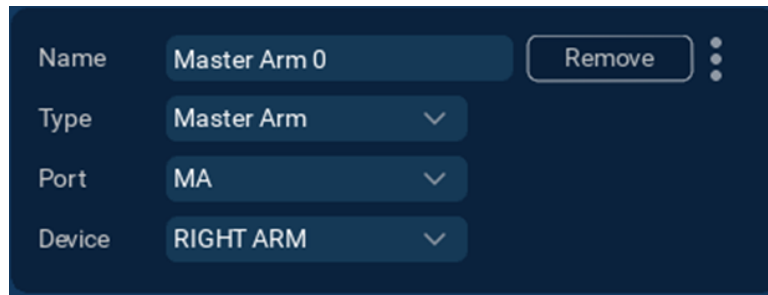 Name Master Arm 0 Remove
Type Master Arm
Port MA
Device RIGHT ARM